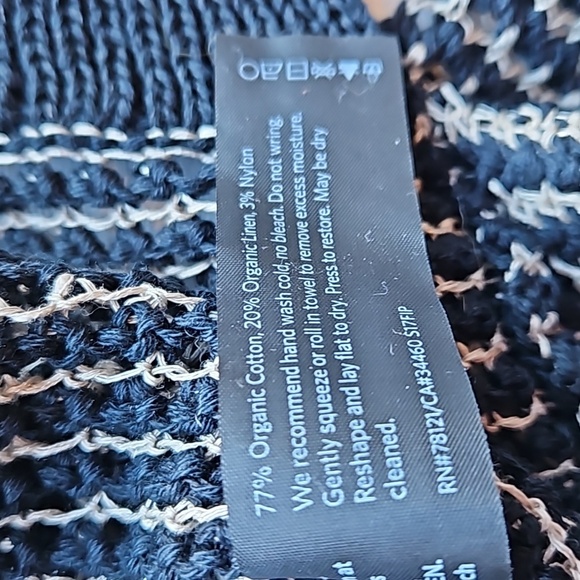 77% Organic Cotton, 20% Organic Linen, 3% Nylon
We recommend hand wash cold, no bleach. Do not wring.
Gently squeeze or roll in towel to remove excess moisture.
Reshape and lay flat to dry. Press to restore. May be dry
cleaned.
RN#78121/CA#34460 S17FIP
EN.